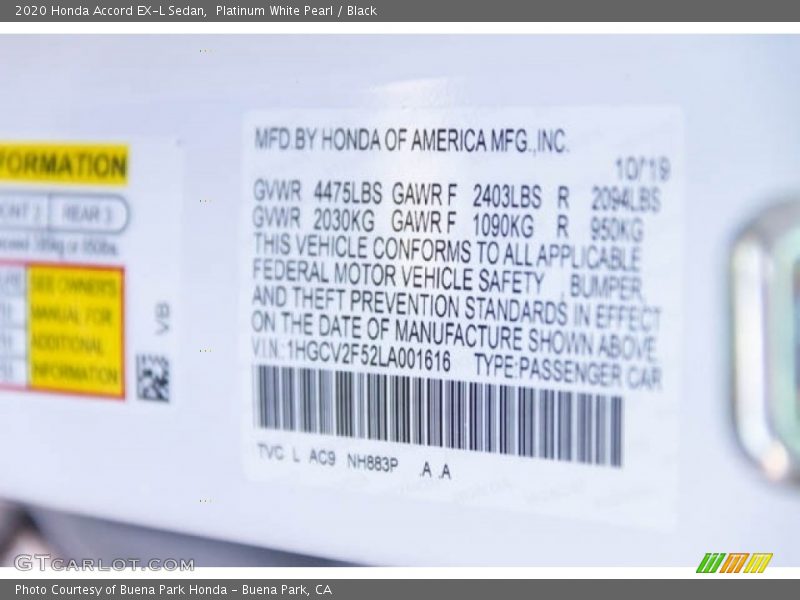 2020 Honda Accord EX-L Sedan,  Platinum White Pearl / Black
FORMATION
REAR 3
SEE OWNER'S
MANUAL FOR
ADDITIONAL
INFORMATION
VB
MFD.BY HONDA OF AMERICA MFG.,INC.
10/19
GVWR 4475LBS GAWR F 2403LBS R 2094LBS
GVWR 2030KG GAWR F 1090KG R 950KG
THIS VEHICLE CONFORMS TO ALL APPLICABLE
FEDERAL MOTOR VEHICLE SAFETY , BUMPER,
AND THEFT PREVENTION STANDARDS IN EFFECT
ON THE DATE OF MANUFACTURE SHOWN ABOVE.
V.I.N.:1HGCV2F52LA001616 TYPE:PASSENGER CAR
TVC L AC9 NH883P .A .A
GTCARLOT.COM
Photo Courtesy of Buena Park Honda - Buena Park, CA